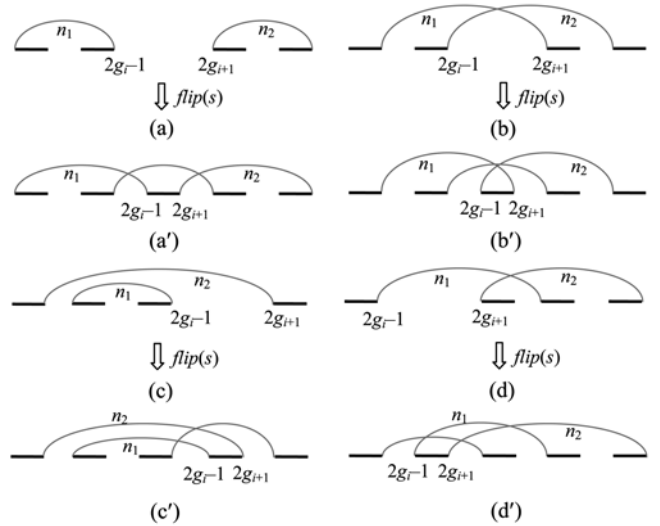 n₁ n₂ n₁ n₂
2gᵢ–1 2gᵢ₊₁ 2gᵢ–1 2gᵢ₊₁
flip(s) flip(s)
(a) (b)
n₁ n₂ n₁ n₂
2gᵢ–1 2gᵢ₊₁ 2gᵢ–1 2gᵢ₊₁
(a′) (b′)
n₂ n₁ n₂
n₁
2gᵢ–1 2gᵢ₊₁ 2gᵢ–1 2gᵢ₊₁
flip(s) flip(s)
(c) (d)
n₂ n₁
n₁ n₂
2gᵢ–1 2gᵢ₊₁ 2gᵢ–1 2gᵢ₊₁
(c′) (d′)